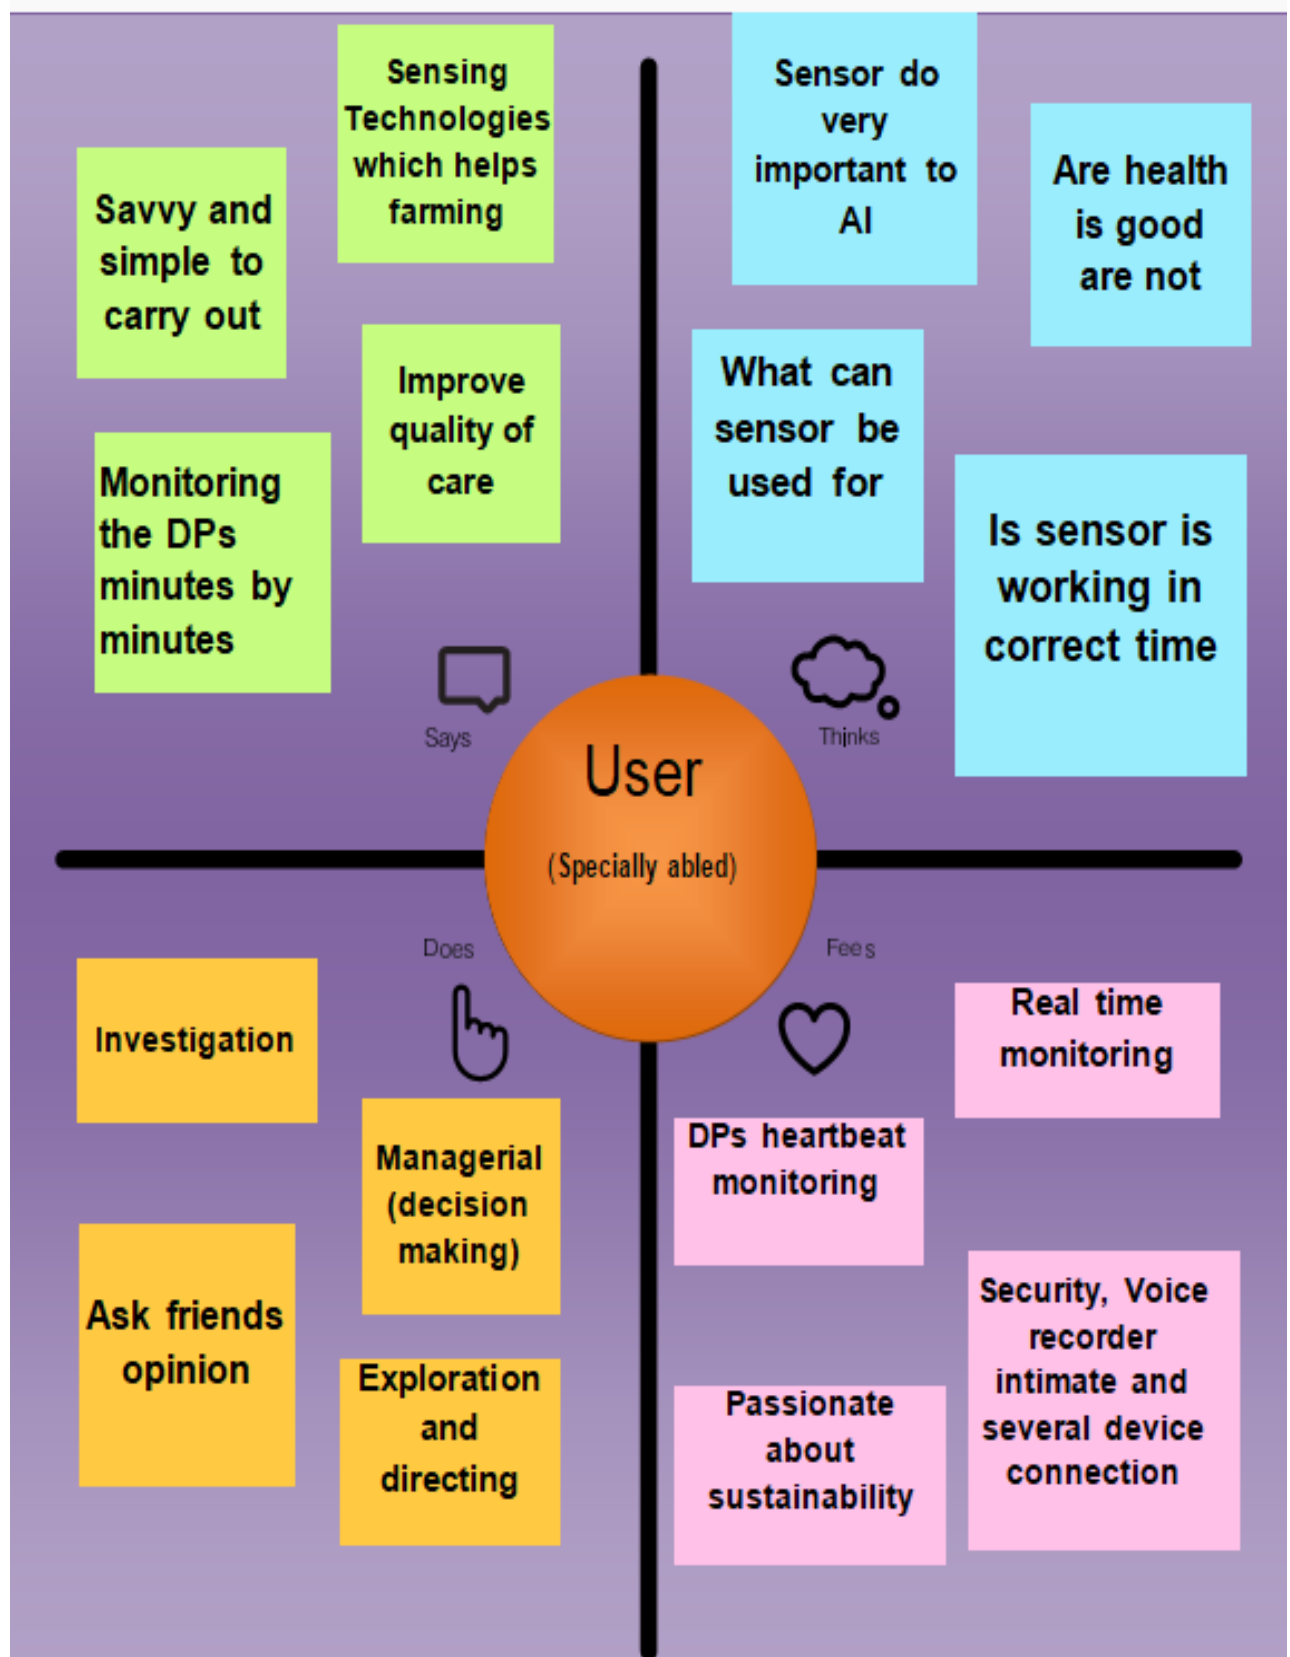 Sensing
Technologies
which helps
farming
Savvy and
simple to
carry out
Improve
quality of
care
Monitoring
the DPs
minutes by
minutes
Says
Sensor do
very
important to
AI
Are health
is good
are not
What can
sensor be
used for
Is sensor is
working in
correct time
Thinks
User
(Specially abled)
Does
Investigation
Managerial
(decision
making)
Ask friends
opinion
Exploration
and
directing
Fees
Real time
monitoring
DPs heartbeat
monitoring
Security, Voice
recorder
intimate and
several device
connection
Passionate
about
sustainability